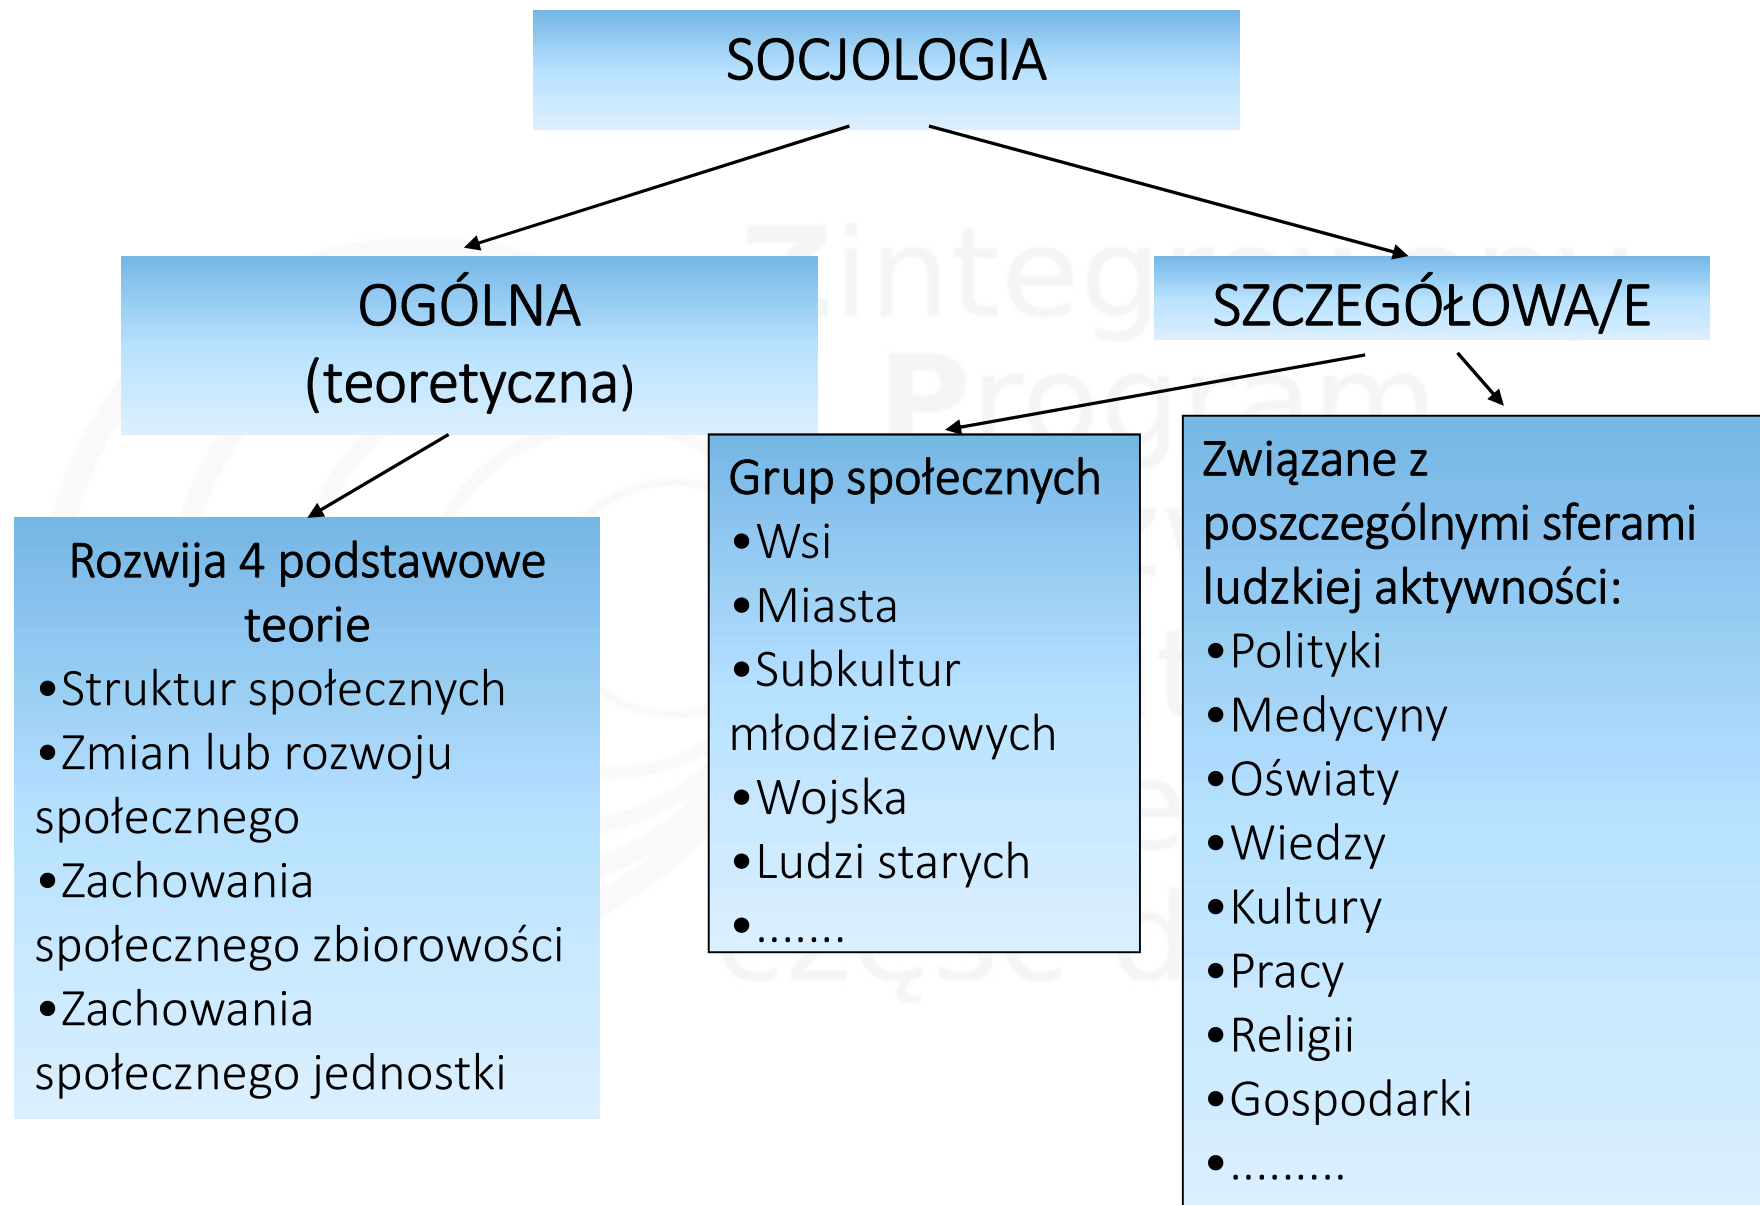 SOCJOLOGIA
OGÓLNA
(teoretyczna)
SZCZEGÓŁOWA/E
Rozwija 4 podstawowe
teorie
•Struktur społecznych
•Zmian lub rozwoju
społecznego
•Zachowania
społecznego zbiorowości
•Zachowania
społecznego jednostki
Grup społecznych
•Wsi
•Miasta
•Subkultur
młodzieżowych
•Wojska
•Ludzi starych
•.......
Związane z
poszczególnymi sferami
ludzkiej aktywności:
•Polityki
•Medycyny
•Oświaty
•Wiedzy
•Kultury
•Pracy
•Religii
•Gospodarki
•.........
Zintegrowany
Program